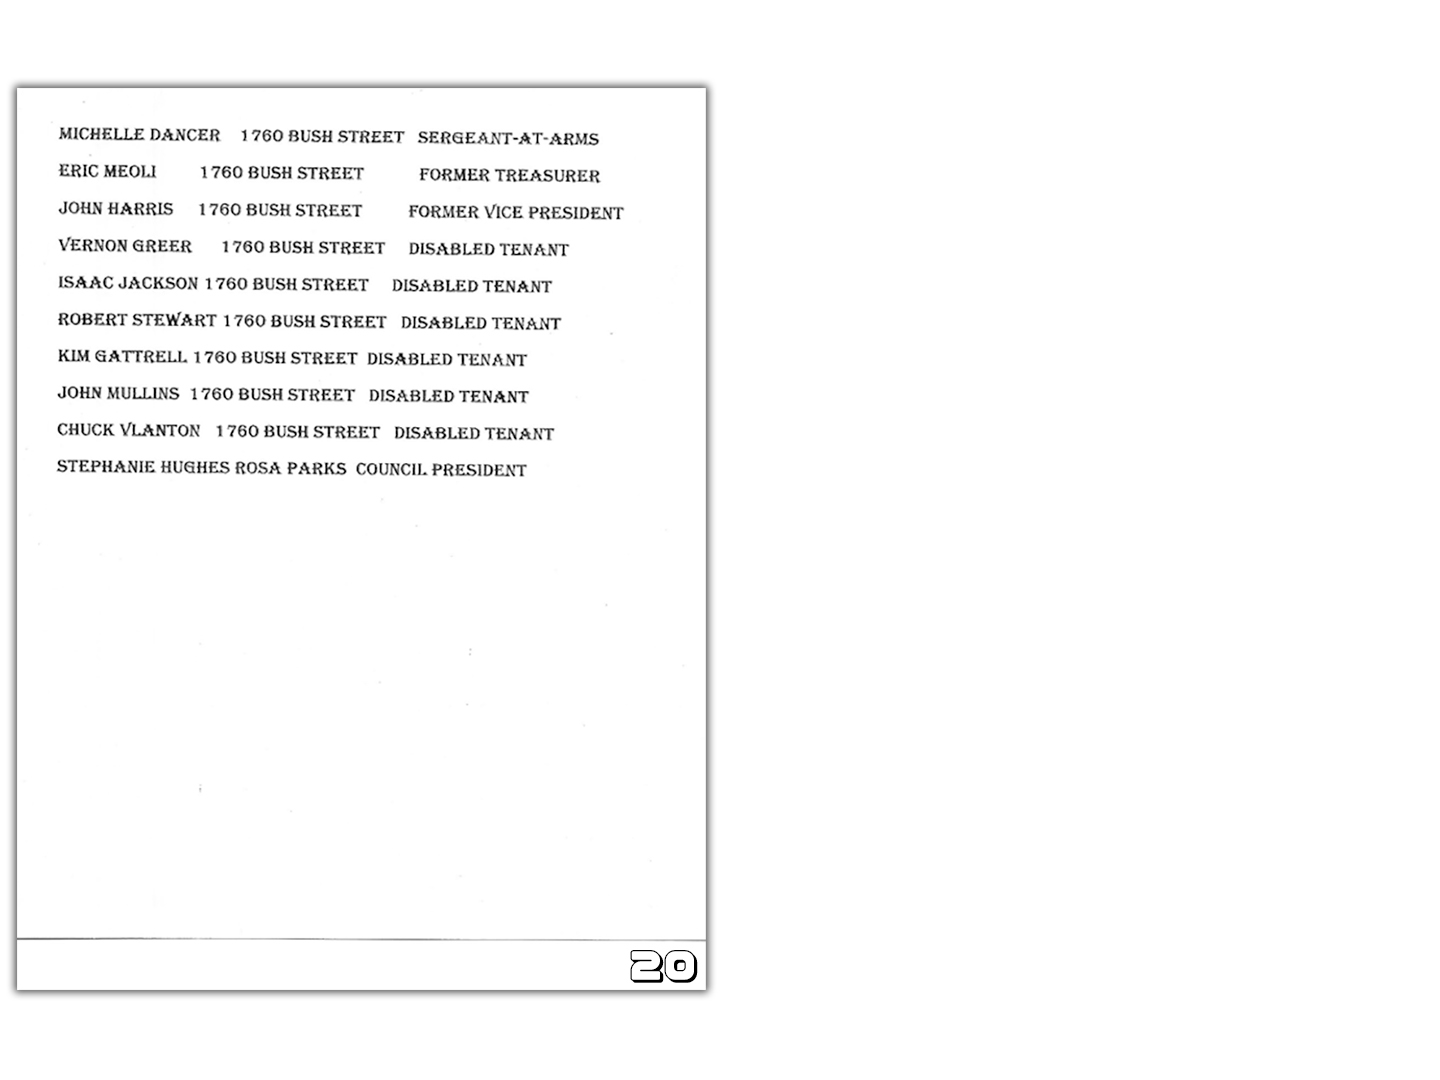 MICHELLE DANCER 1760 BUSH STREET SERGEANT-AT-ARMS
ERIC MEOLI 1760 BUSH STREET FORMER TREASURER
JOHN HARRIS 1760 BUSH STREET FORMER VICE PRESIDENT
VERNON GREER 1760 BUSH STREET DISABLED TENANT
ISAAC JACKSON 1760 BUSH STREET DISABLED TENANT
ROBERT STEWART 1760 BUSH STREET DISABLED TENANT
KIM GATTRELL 1760 BUSH STREET DISABLED TENANT
JOHN MULLINS 1760 BUSH STREET DISABLED TENANT
CHUCK VLANTON 1760 BUSH STREET DISABLED TENANT
STEPHANIE HUGHES ROSA PARKS COUNCIL PRESIDENT
20